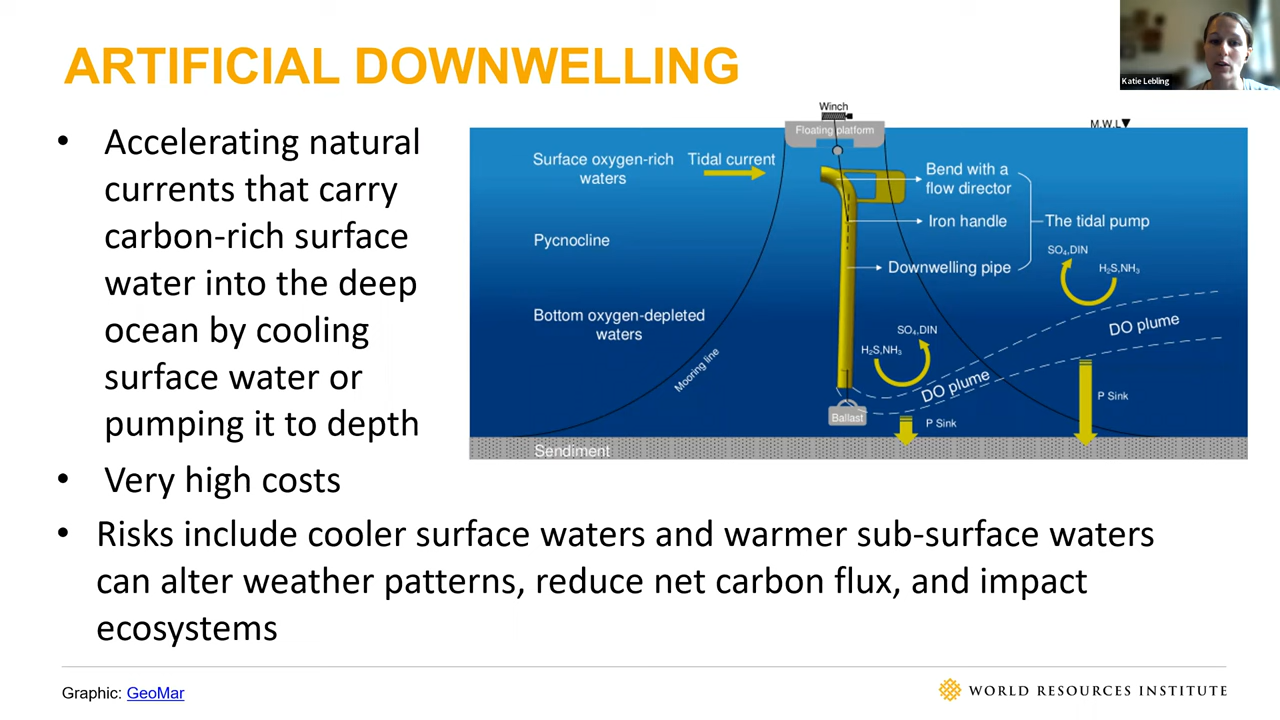 ARTIFICIAL DOWNWELLING
Katie Lebling
• Accelerating natural
currents that carry
carbon-rich surface
water into the deep
ocean by cooling
surface water or
pumping it to depth
• Very high costs
• Risks include cooler surface waters and warmer sub-surface waters
can alter weather patterns, reduce net carbon flux, and impact
ecosystems
Winch
Floating platform
M.W.L
Surface oxygen-rich
waters
Tidal current
Bend with a
flow director
Pycnocline
Iron handle
The tidal pump
Downwelling pipe
SO₄,DIN
H₂S,NH₃
Bottom oxygen-depleted
waters
Mooring line
SO₄,DIN
H₂S,NH₃
DO plume
DO plume
P Sink
P Sink
Ballast
Sendiment
Graphic: GeoMar
WORLD RESOURCES INSTITUTE